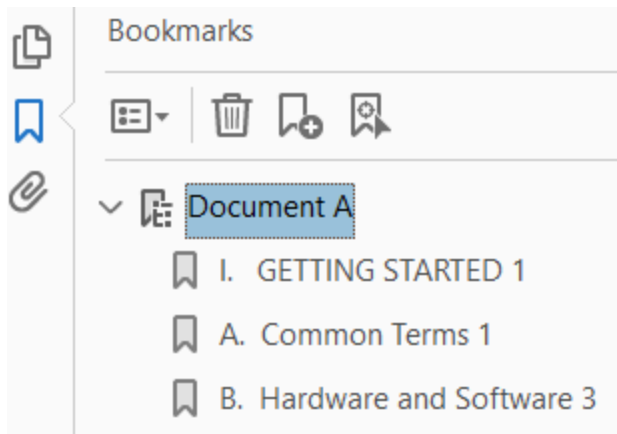 Bookmarks
Document A
I. GETTING STARTED 1
A. Common Terms 1
B. Hardware and Software 3